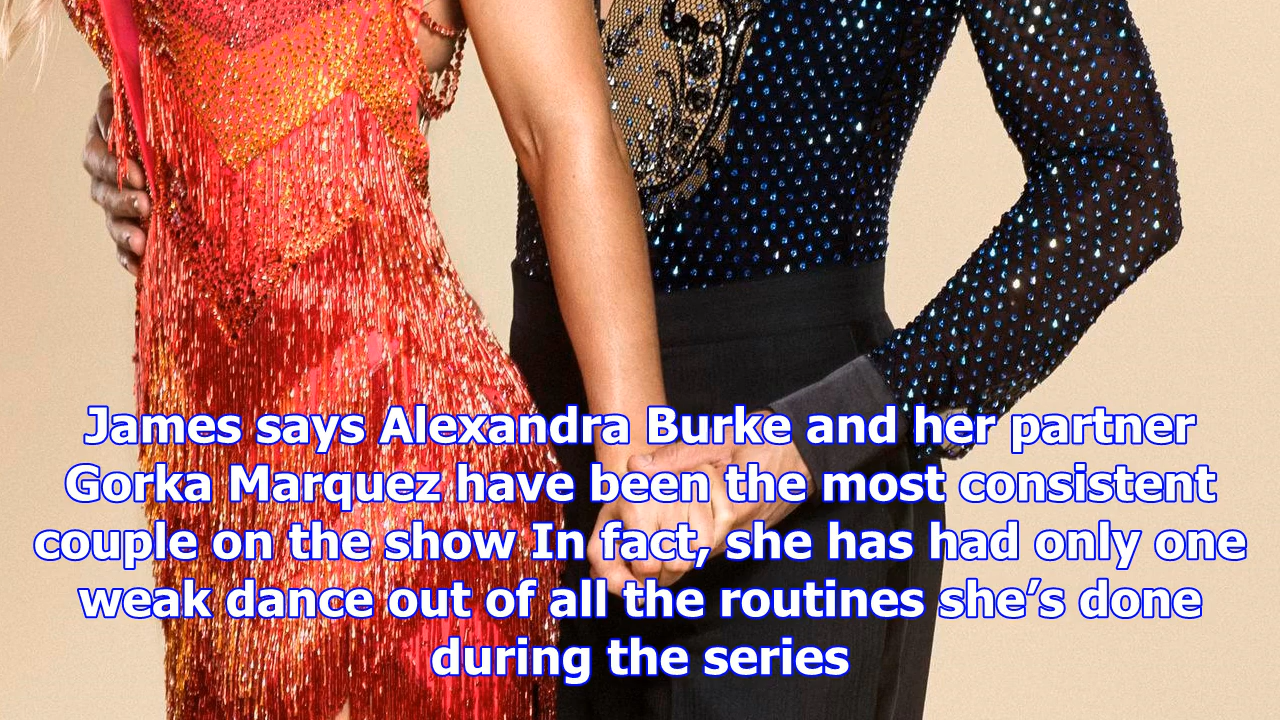 James says Alexandra Burke and her partner
Gorka Marquez have been the most consistent
couple on the show In fact, she has had only one
weak dance out of all the routines she’s done
during the series